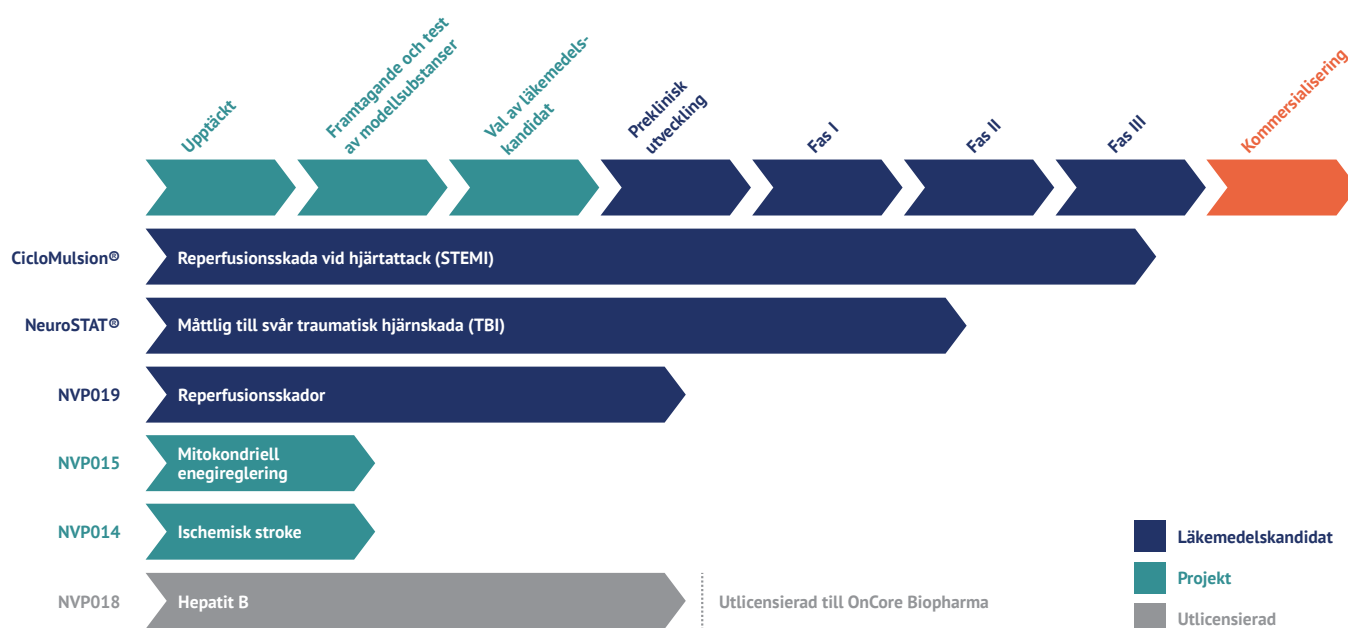 Upptäckt
Framtagande och test
av modellsubstanser
Val av läkemedels-
kandidat
Preklinisk
utveckling
Fas I
Fas II
Fas III
Kommersialisering
CicloMulsion®
Reperfusionsskada vid hjärtattack (STEMI)
NeuroSTAT®
Måttlig till svår traumatisk hjärnskada (TBI)
NVP019
Reperfusionsskador
NVP015
Mitokondriell
enegireglering
NVP014
Ischemisk stroke
NVP018
Hepatit B
Utlicensierad till OnCore Biopharma
Läkemedelskandidat
Projekt
Utlicensierad